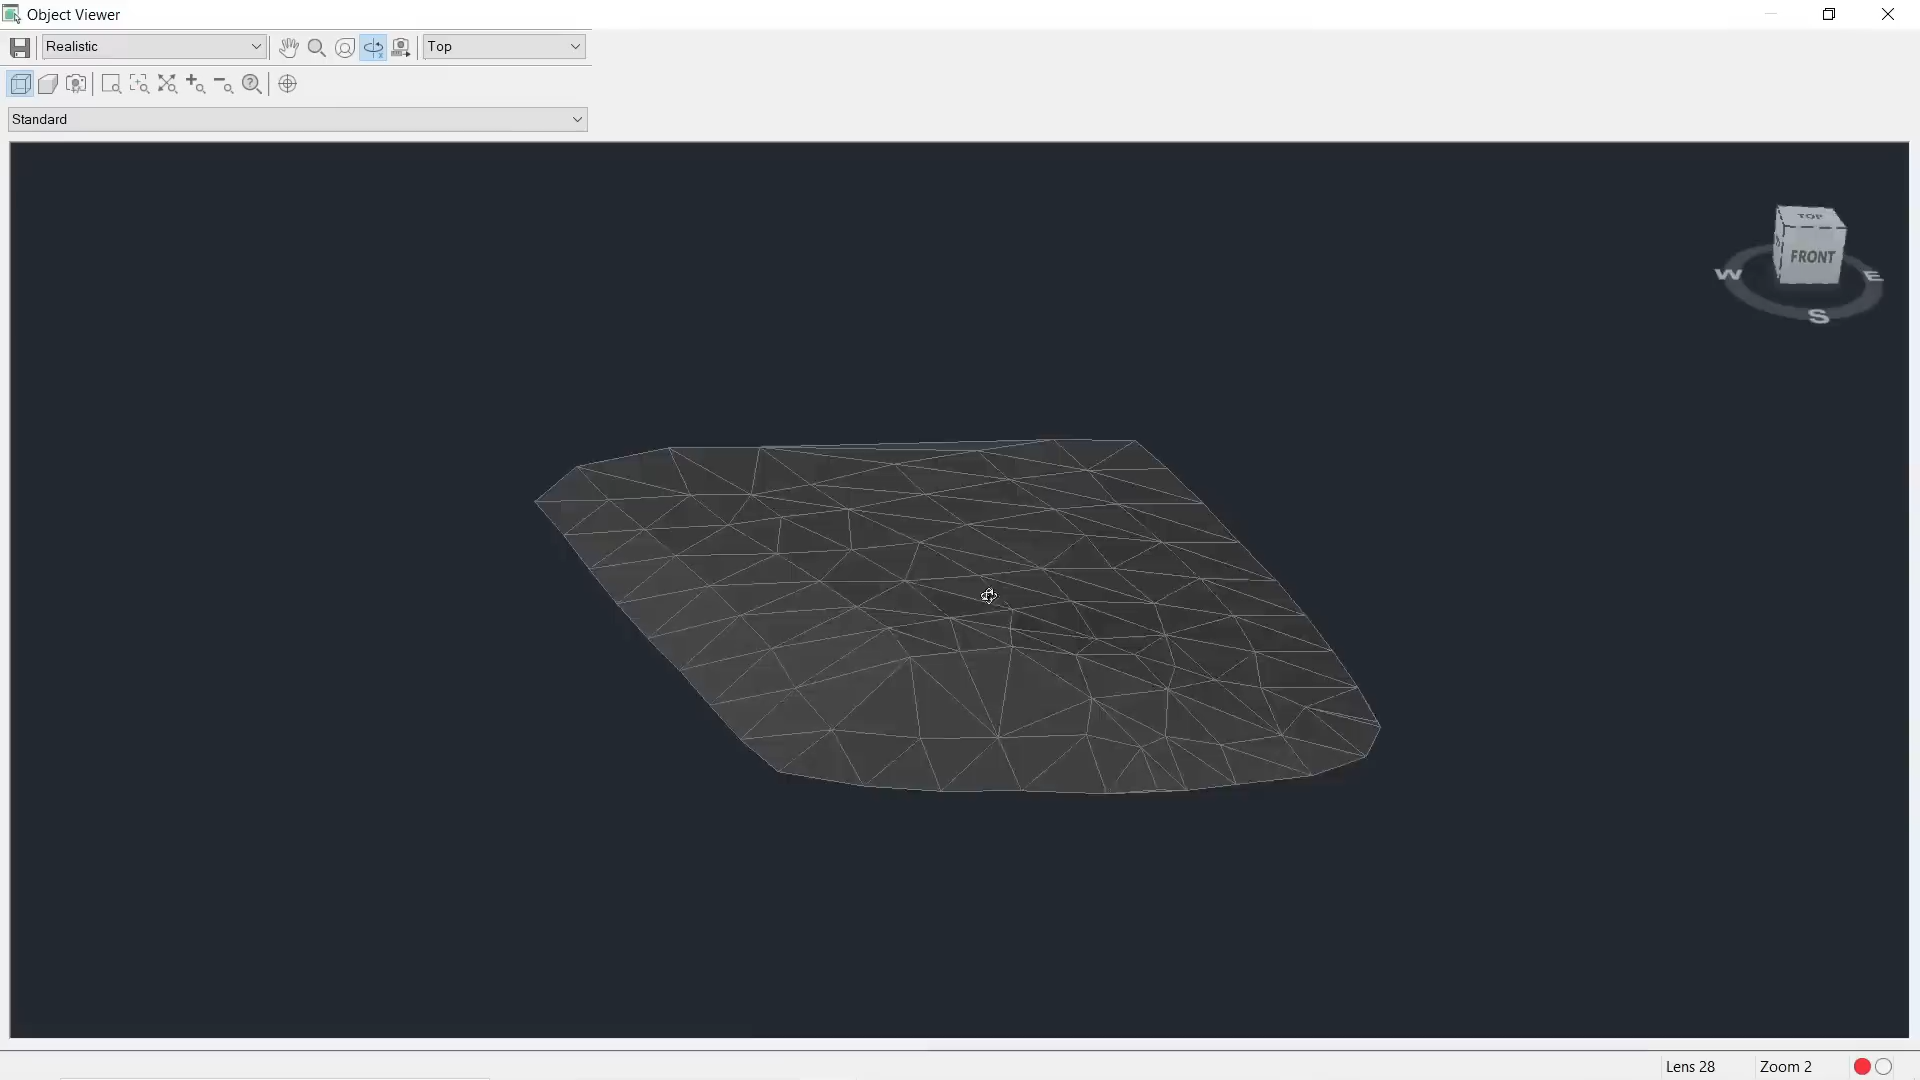 Object Viewer
Realistic
Top
Standard
TOP
FRONT
W
E
S
Lens 28
Zoom 2